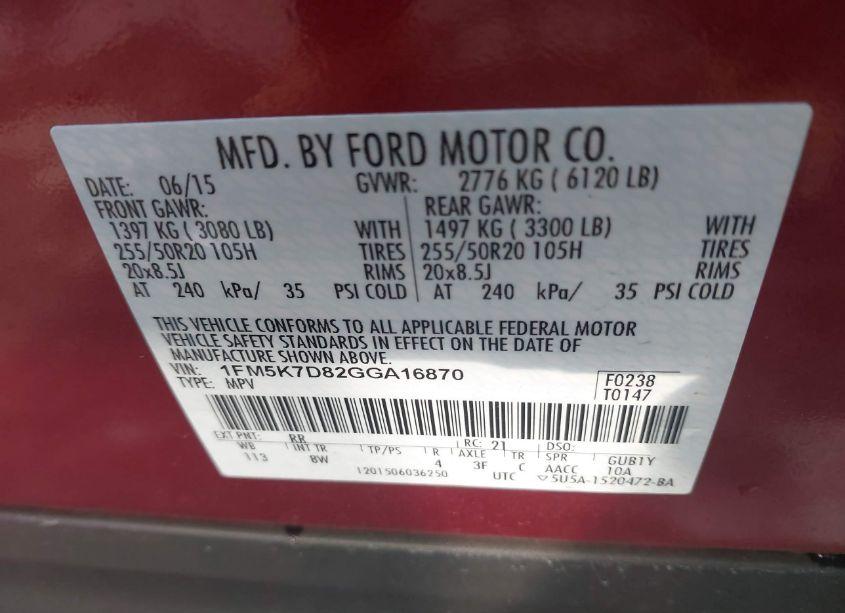 MFD. BY FORD MOTOR CO.
DATE: 06/15 GVWR: 2776 KG ( 6120 LB)
FRONT GAWR: REAR GAWR:
1397 KG ( 3080 LB) WITH 1497 KG ( 3300 LB) WITH
255/50R20 105H TIRES 255/50R20 105H TIRES
20x8.5J RIMS 20x8.5J RIMS
AT 240 kPa/ 35 PSI COLD AT 240 kPa/ 35 PSI COLD
THIS VEHICLE CONFORMS TO ALL APPLICABLE FEDERAL MOTOR
VEHICLE SAFETY STANDARDS IN EFFECT ON THE DATE OF
MANUFACTURE SHOWN ABOVE.
VIN: 1FM5K7D82GGA16870
TYPE: MPV
F0238
T0147
EXT PNT: RR RC: 21 DSO:
WB INT TR TP/PS R AXLE TR SPR GUB1Y
113 8W 4 3F C AACC 10A
1201506036250 UTC ▽5U5A-1520472-BA